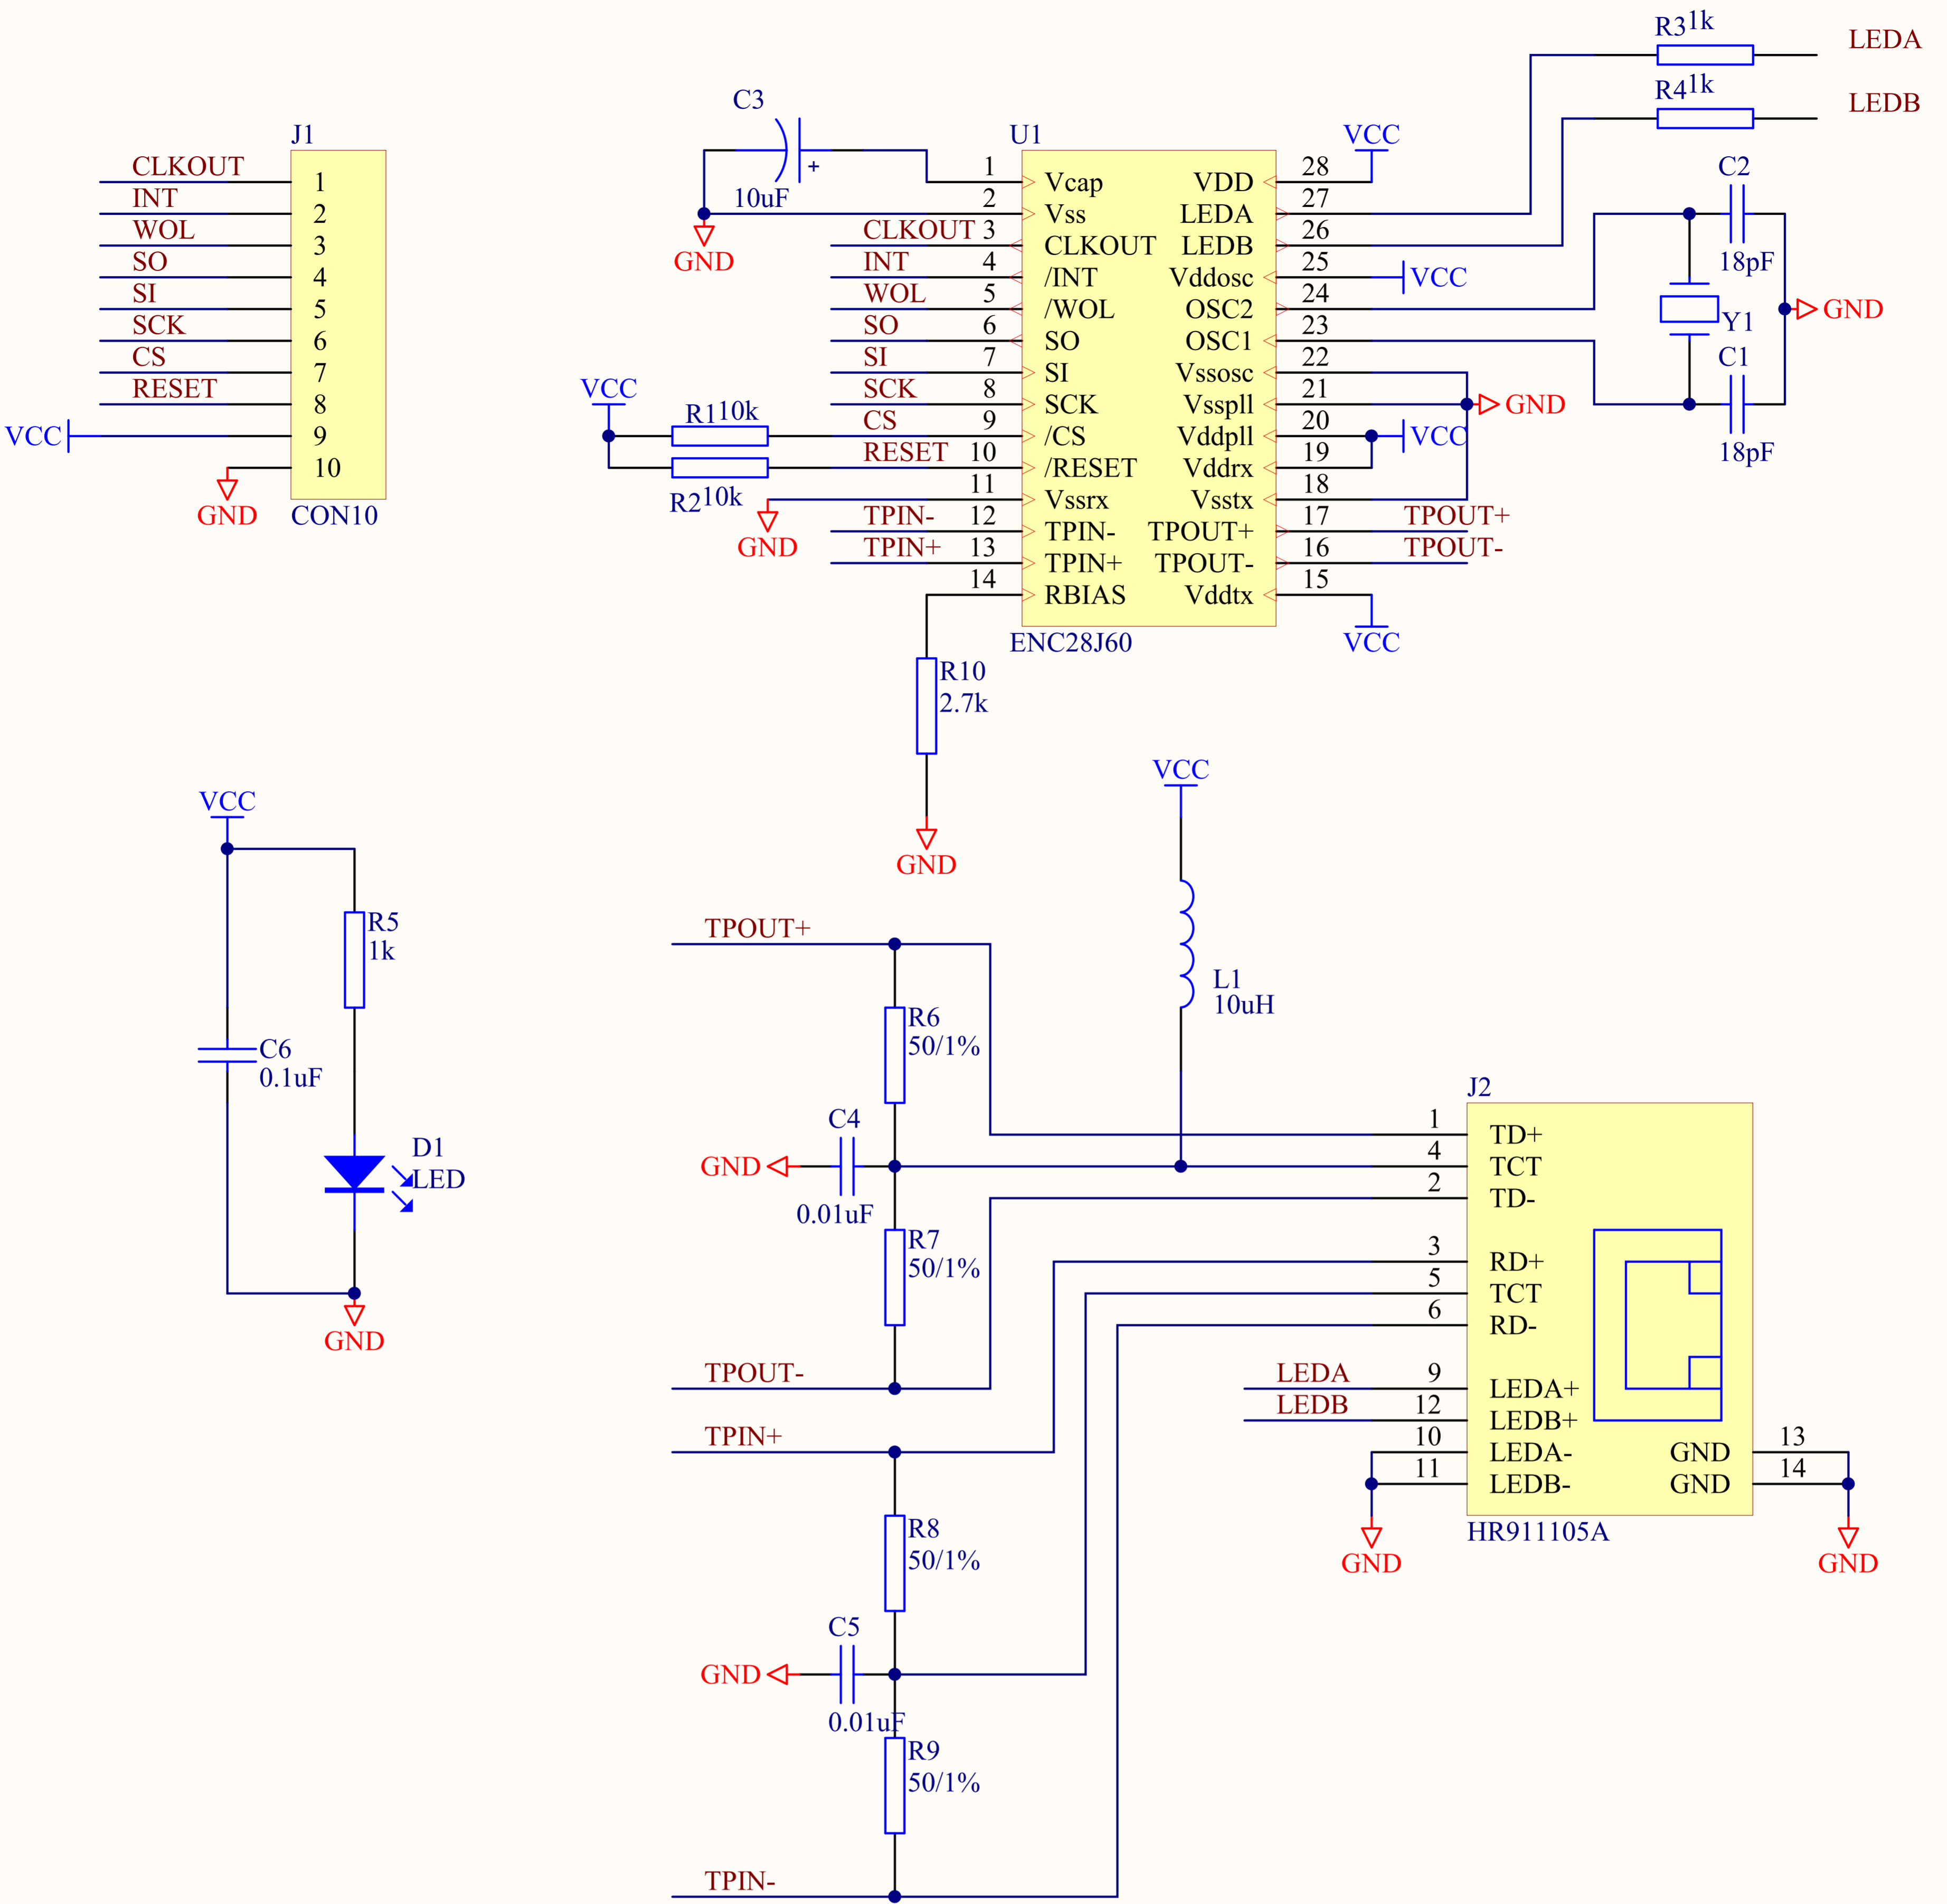 J1
CLKOUT 1
INT 2
WOL 3
SO 4
SI 5
SCK 6
CS 7
RESET 8
VCC 9
10
GND
CON10
C3
+
10uF
GND
VCC
R1 10k
R2 10k
GND
U1
1 Vcap
2 Vss
CLKOUT 3 CLKOUT
INT 4 /INT
WOL 5 /WOL
SO 6 SO
SI 7 SI
SCK 8 SCK
CS 9 /CS
RESET 10 /RESET
11 Vssrx
TPIN- 12 TPIN-
TPIN+ 13 TPIN+
14 RBIAS
VDD 28 VCC
LEDA 27
LEDB 26
Vddosc 25 VCC
OSC2 24
OSC1 23
Vssosc 22
Vsspll 21 GND
Vddpll 20 VCC
Vddrx 19
Vsstx 18
TPOUT+ 17 TPOUT+
TPOUT- 16 TPOUT-
Vddtx 15
VCC
ENC28J60
R3 1k LEDA
R4 1k LEDB
C2
18pF
Y1
GND
C1
18pF
R10
2.7k
GND
VCC
R5
1k
C6
0.1uF
D1
LED
GND
VCC
L1
10uH
TPOUT+
R6
50/1%
C4
GND
0.01uF
R7
50/1%
TPOUT-
TPIN+
R8
50/1%
C5
GND
0.01uF
R9
50/1%
TPIN-
J2
1 TD+
4 TCT
2 TD-
3 RD+
5 TCT
6 RD-
LEDA 9 LEDA+
LEDB 12 LEDB+
10 LEDA- GND 13
11 LEDB- GND 14
HR911105A
GND
GND